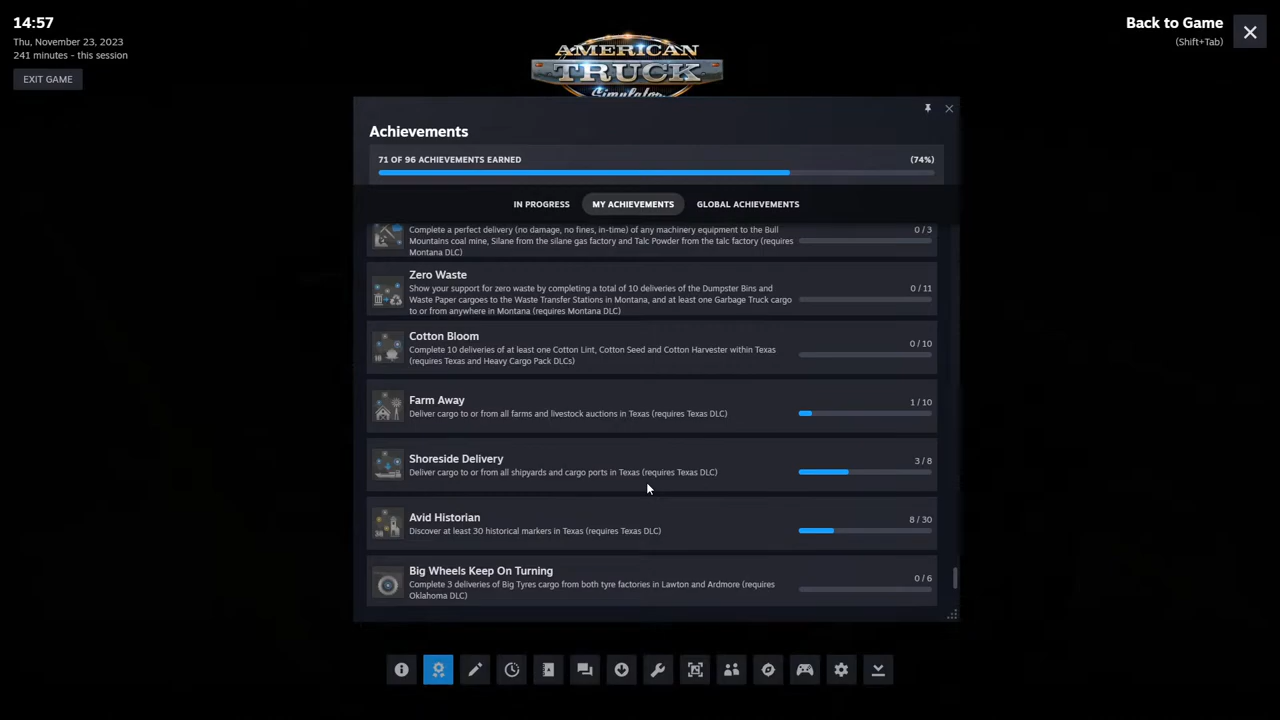 14:57
Thu, November 23, 2023
241 minutes - this session
EXIT GAME
Back to Game
(Shift+Tab)
AMERICAN
TRUCK
Simulator
Achievements
71 OF 96 ACHIEVEMENTS EARNED
(74%)
IN PROGRESS
MY ACHIEVEMENTS
GLOBAL ACHIEVEMENTS
Complete a perfect delivery (no damage, no fines, in-time) of any machinery equipment to the Bull
Mountains coal mine, Silane from the silane gas factory and Talc Powder from the talc factory (requires
Montana DLC)
0 / 3
Zero Waste
Show your support for zero waste by completing a total of 10 deliveries of the Dumpster Bins and
Waste Paper cargoes to the Waste Transfer Stations in Montana, and at least one Garbage Truck cargo
to or from anywhere in Montana (requires Montana DLC)
0 / 11
Cotton Bloom
Complete 10 deliveries of at least one Cotton Lint, Cotton Seed and Cotton Harvester within Texas
(requires Texas and Heavy Cargo Pack DLCs)
0 / 10
Farm Away
Deliver cargo to or from all farms and livestock auctions in Texas (requires Texas DLC)
1 / 10
Shoreside Delivery
Deliver cargo to or from all shipyards and cargo ports in Texas (requires Texas DLC)
3 / 8
Avid Historian
Discover at least 30 historical markers in Texas (requires Texas DLC)
8 / 30
Big Wheels Keep On Turning
Complete 3 deliveries of Big Tyres cargo from both tyre factories in Lawton and Ardmore (requires
Oklahoma DLC)
0 / 6